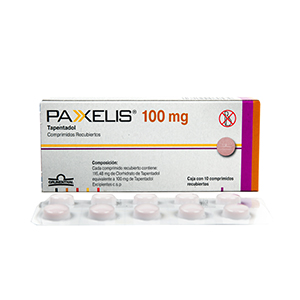 PAXELIS® 100 mg
Tapentadol
Comprimidos Recubiertos
Composición:
Cada comprimido recubierto contiene:
116.48 mg de Clorhidrato de Tapentadol
equivalente a 100 mg de Tapentadol
Excipientes c.s.p.
GRÜNENTHAL
Caja con 10 comprimidos
recubiertos